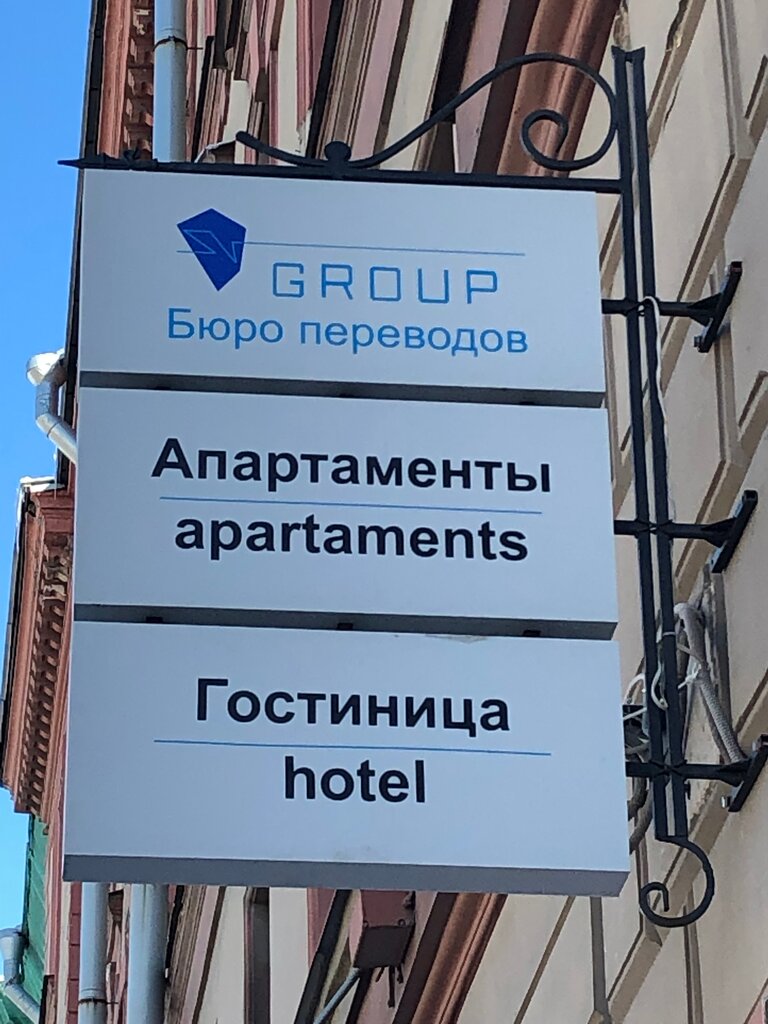 GROUP
Бюро переводов
Апартаменты
apartaments
Гостиница
hotel